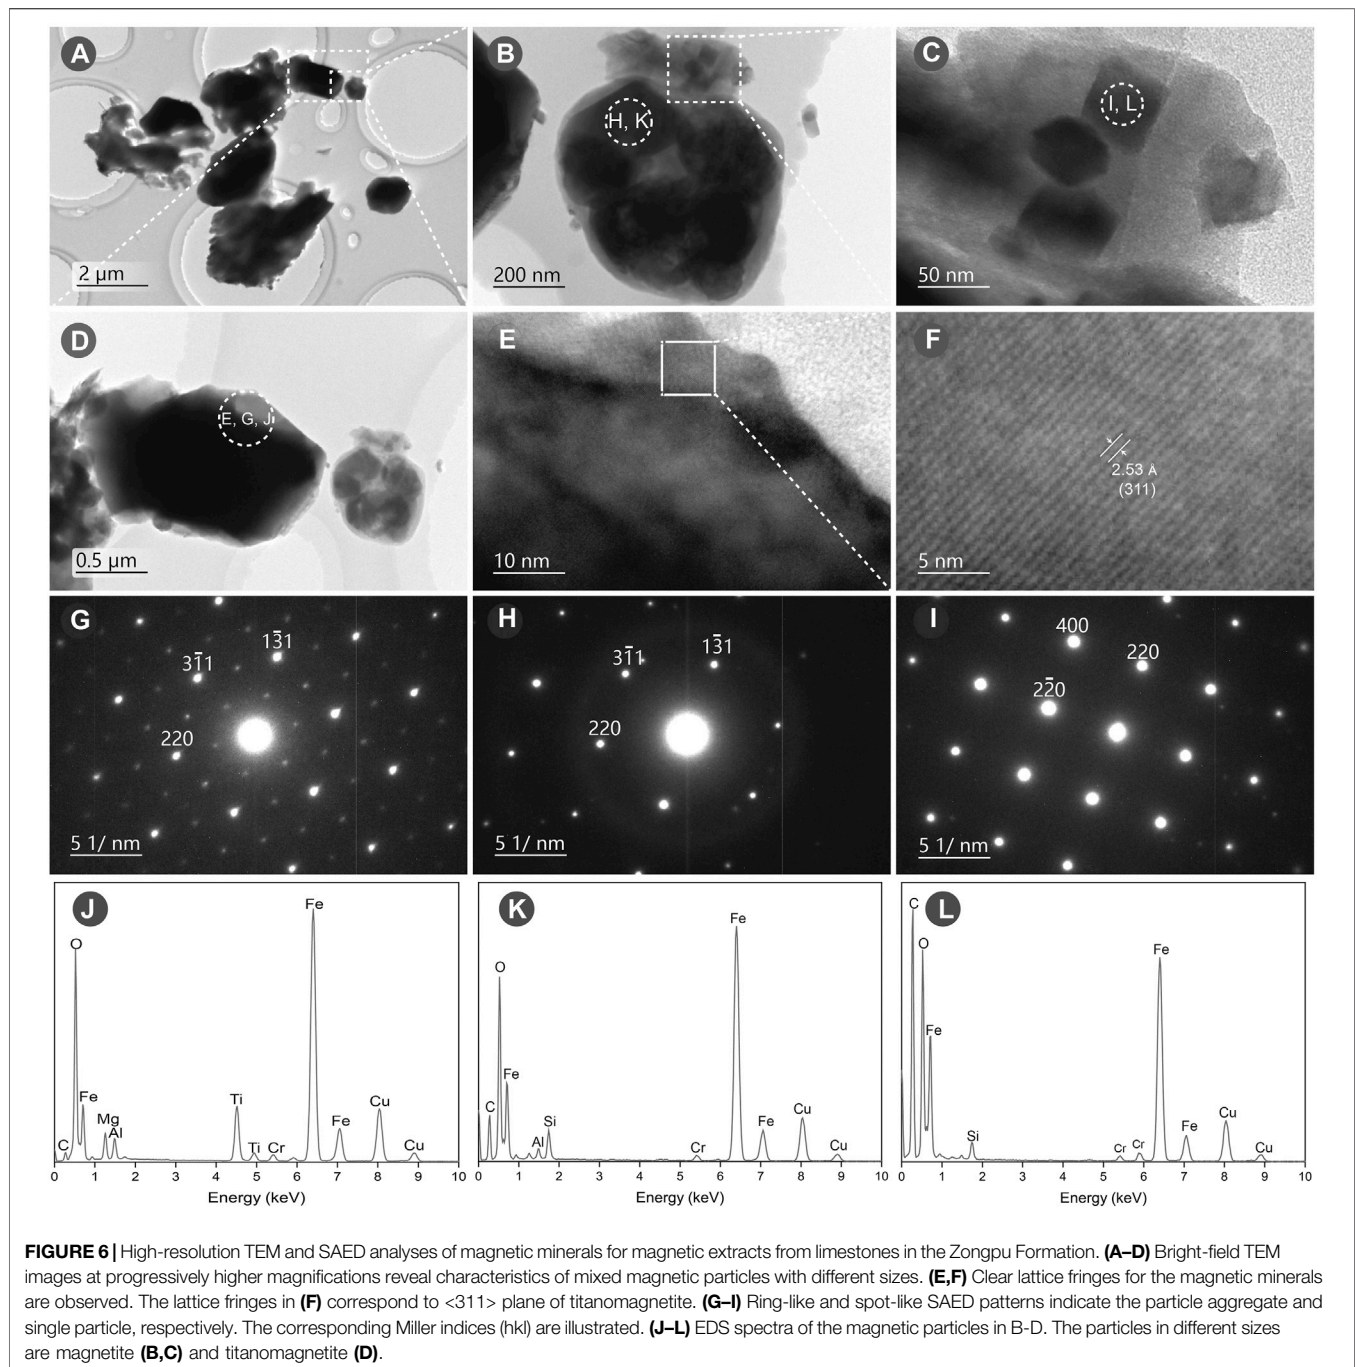 A
2 µm
B
H, K
200 nm
C
I, L
50 nm
D
E, G, J
0.5 µm
E
10 nm
F
2.53 Å
(311)
5 nm
G
13̅1
31̅1
220
5 1/ nm
H
31̅1
13̅1
220
5 1/ nm
I
400
220
22̅0
5 1/ nm
J
Fe
O
Fe
C
Mg
Al
Ti
Ti
Cr
Fe
Cu
Cu
0 1 2 3 4 5 6 7 8 9 10
Energy (keV)
K
Fe
O
Fe
C
Al
Si
Cr
Fe
Cu
Cu
0 1 2 3 4 5 6 7 8 9 10
Energy (keV)
L
C
O
Fe
Si
Cr
Cr
Fe
Fe
Cu
Cu
0 1 2 3 4 5 6 7 8 9 10
Energy (keV)
FIGURE 6 | High-resolution TEM and SAED analyses of magnetic minerals for magnetic extracts from limestones in the Zongpu Formation. (A–D) Bright-field TEM
images at progressively higher magnifications reveal characteristics of mixed magnetic particles with different sizes. (E,F) Clear lattice fringes for the magnetic minerals
are observed. The lattice fringes in (F) correspond to <311> plane of titanomagnetite. (G–I) Ring-like and spot-like SAED patterns indicate the particle aggregate and
single particle, respectively. The corresponding Miller indices (hkl) are illustrated. (J–L) EDS spectra of the magnetic particles in B-D. The particles in different sizes
are magnetite (B,C) and titanomagnetite (D).